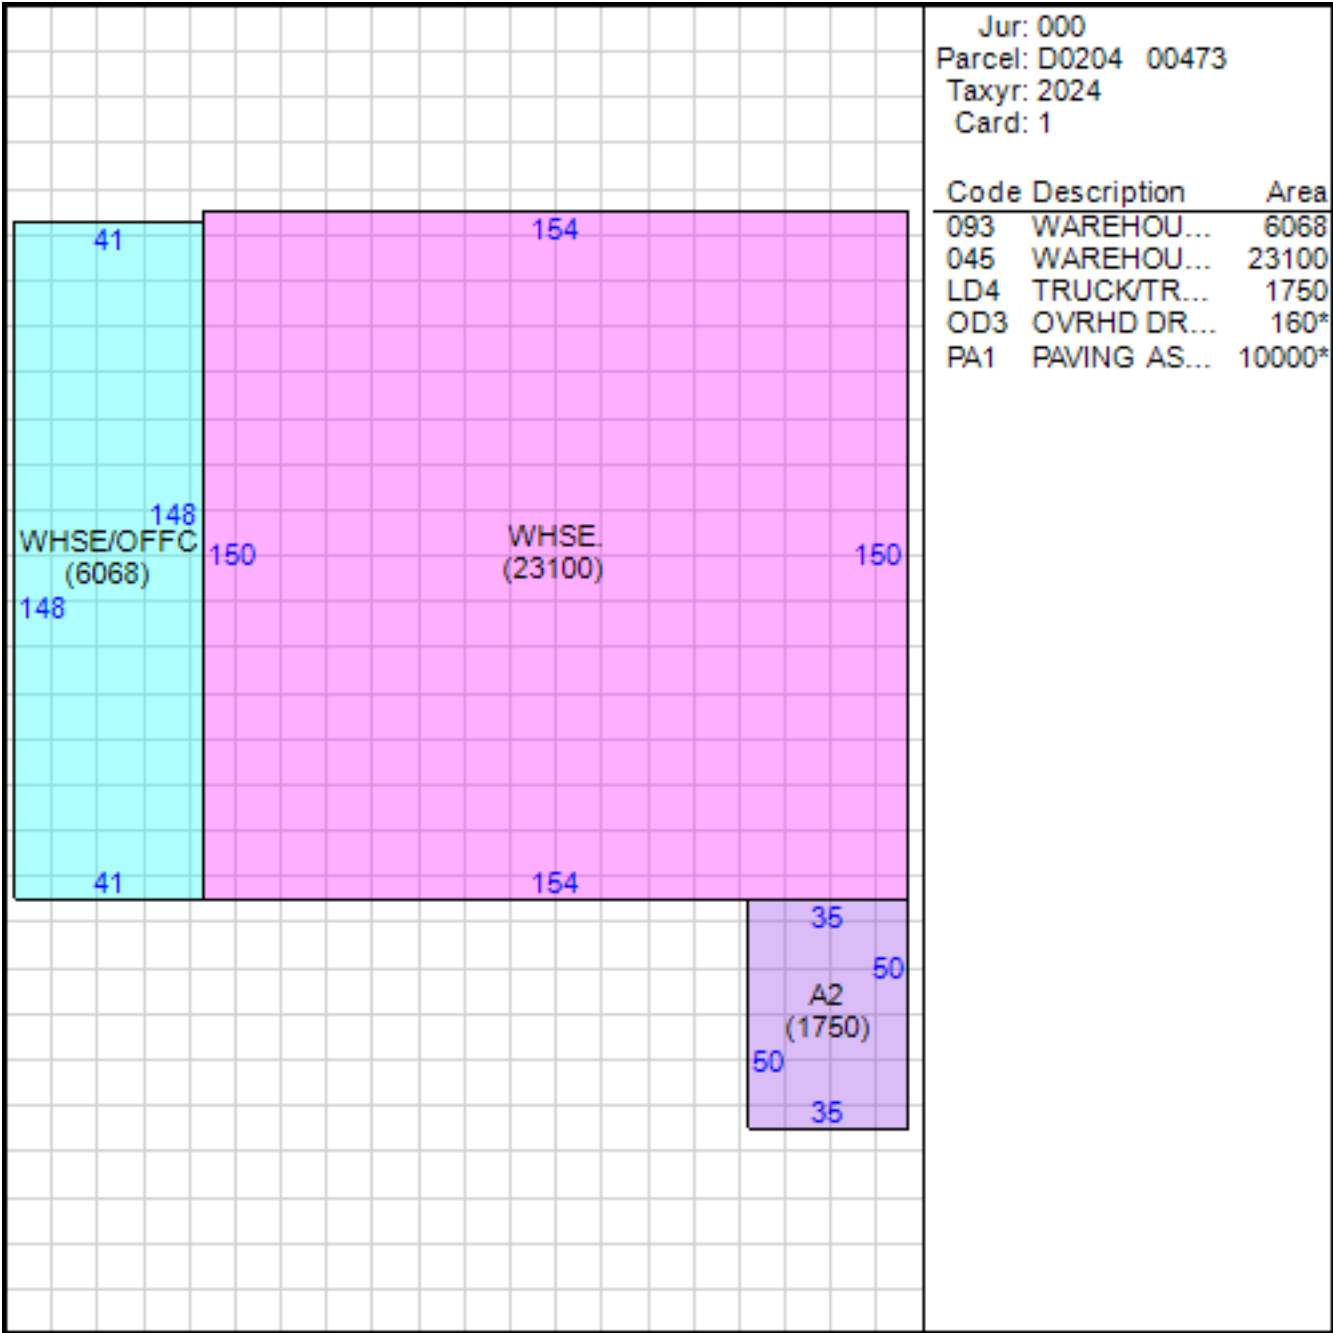 Jur: 000
Parcel: D0204 00473
Taxyr: 2024
Card: 1
Code Description Area
093 WAREHOU... 6068
045 WAREHOU... 23100
LD4 TRUCK/TR... 1750
OD3 OVRHD DR... 160*
PA1 PAVING AS... 10000*
41
154
148
WHSE/OFFC
(6068)
148
150
WHSE.
(23100)
150
41
154
35
50
A2
(1750)
50
35